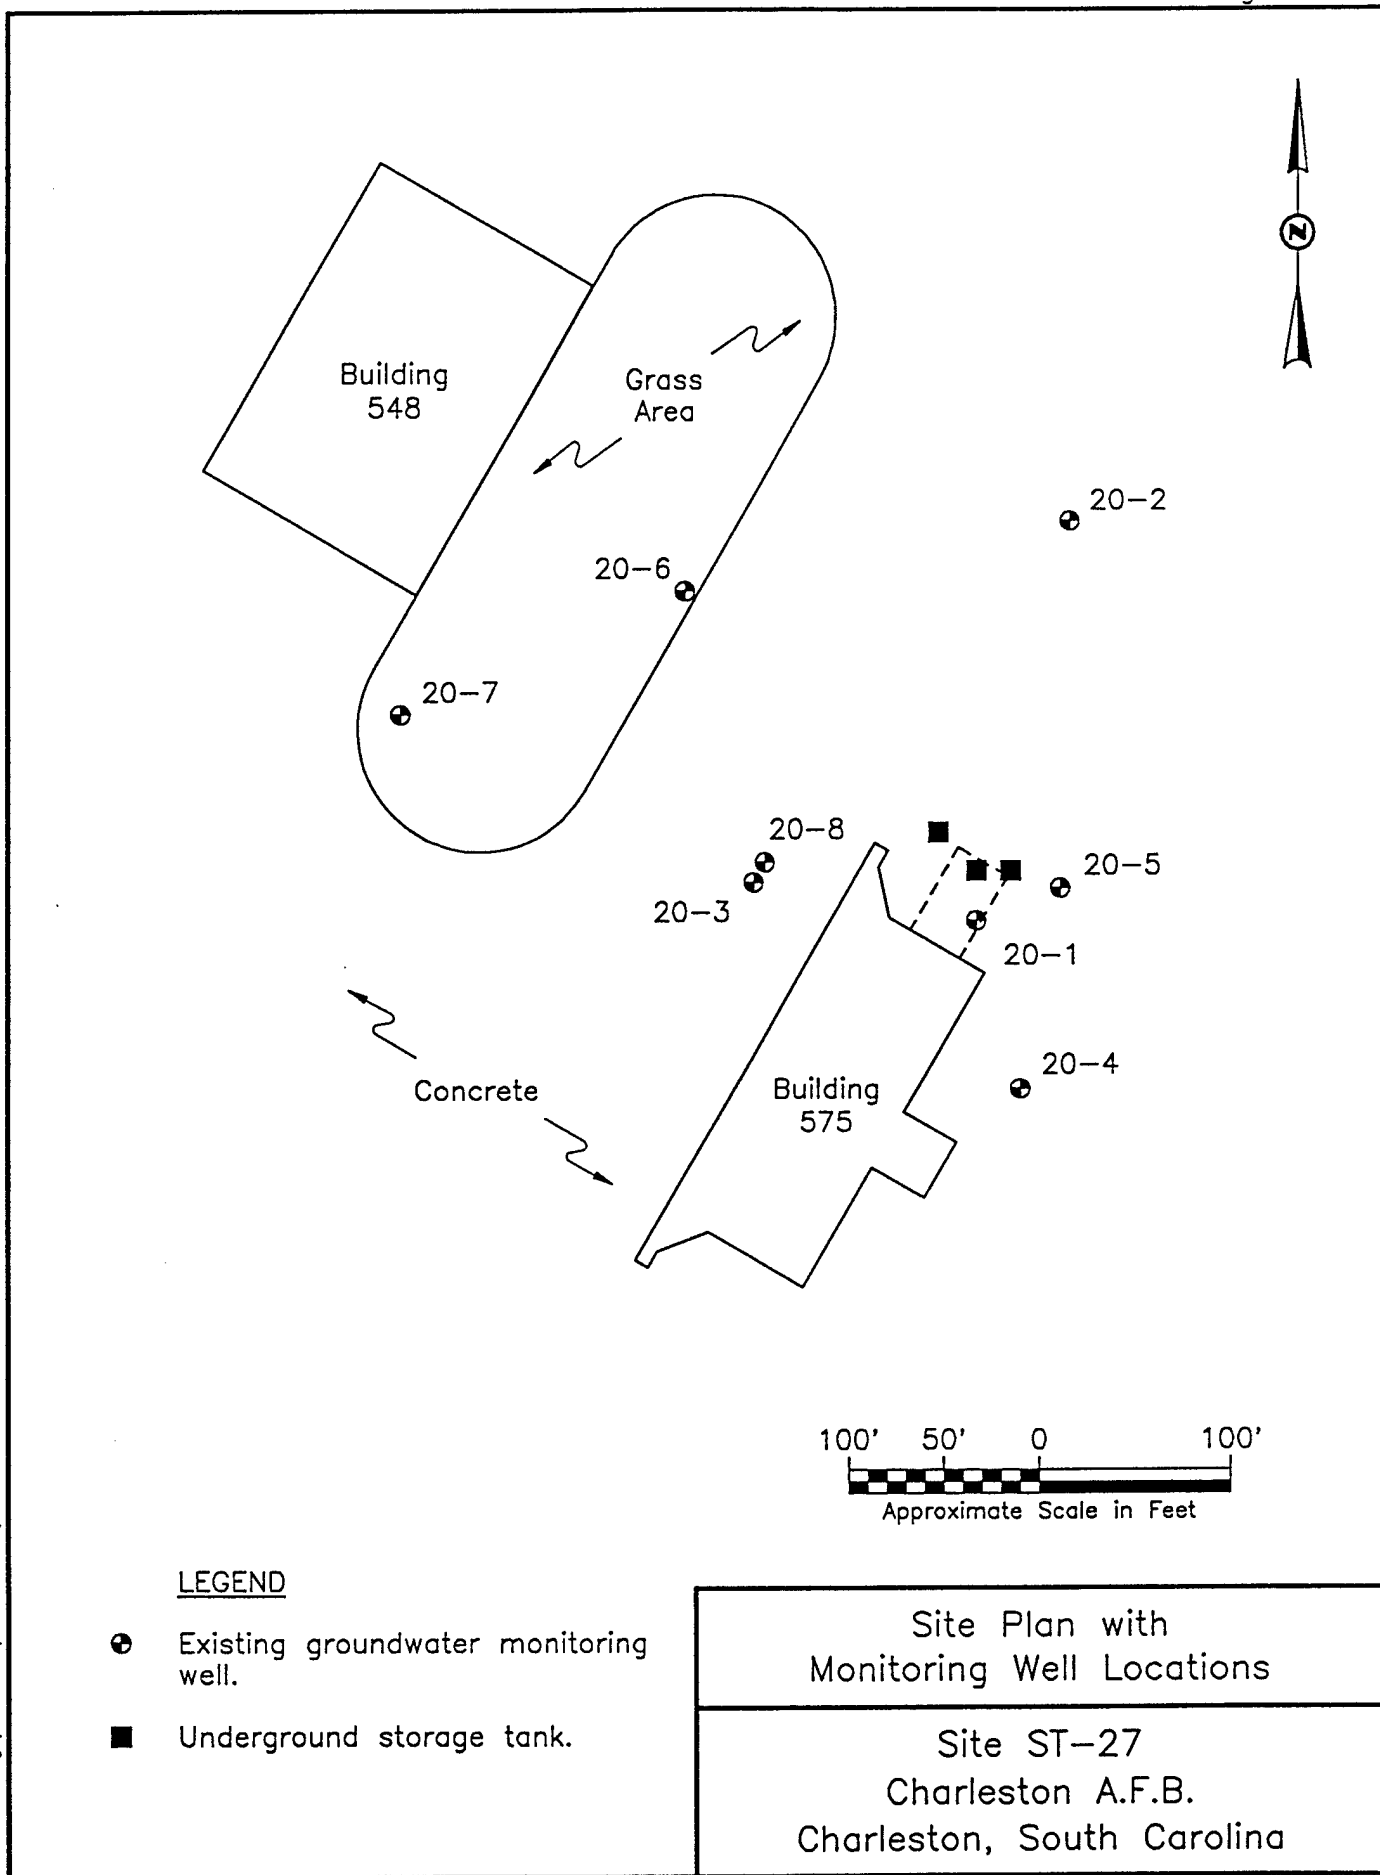 N
Building
548
Grass
Area
20-2
20-6
20-7
20-8
20-3
20-5
20-1
20-4
Concrete
Building
575
100' 50' 0 100'
Approximate Scale in Feet
LEGEND
Existing groundwater monitoring
well.
Underground storage tank.
Site Plan with
Monitoring Well Locations
Site ST-27
Charleston A.F.B.
Charleston, South Carolina